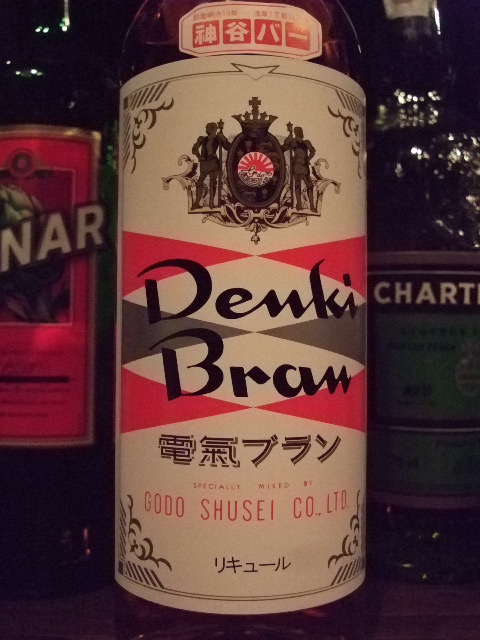 神谷バー
Denki
Bran
電氣ブラン
SPECIALLY MIXED BY
GODO SHUSEI CO., LTD.
リキュール
NAR
CHARTR